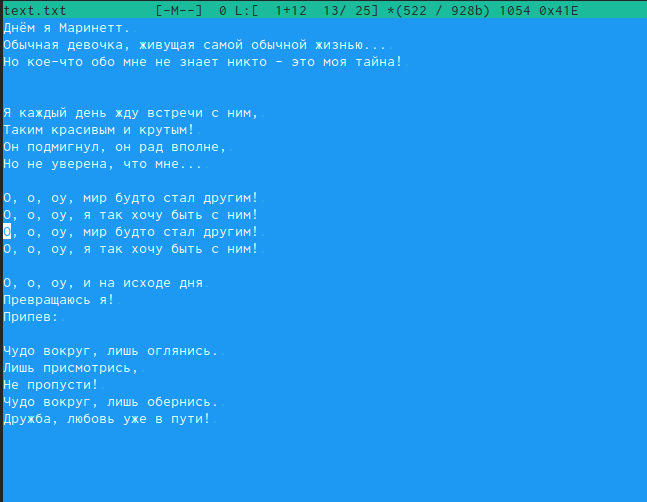 text.txt [-M--] 0 L:[ 1+12 13/ 25] *(522 / 928b) 1054 0x41E
Днём я Маринетт.
Обычная девочка, живущая самой обычной жизнью...
Но кое-что обо мне не знает никто - это моя тайна!
Я каждый день жду встречи с ним,
Таким красивым и крутым!
Он подмигнул, он рад вполне,
Но не уверена, что мне...
О, о, оу, мир будто стал другим!
О, о, оу, я так хочу быть с ним!
О, о, оу, мир будто стал другим!
О, о, оу, я так хочу быть с ним!
О, о, оу, и на исходе дня
Превращаюсь я!
Припев:
Чудо вокруг, лишь оглянись.
Лишь присмотрись,
Не пропусти!
Чудо вокруг, лишь обернись.
Дружба, любовь уже в пути!